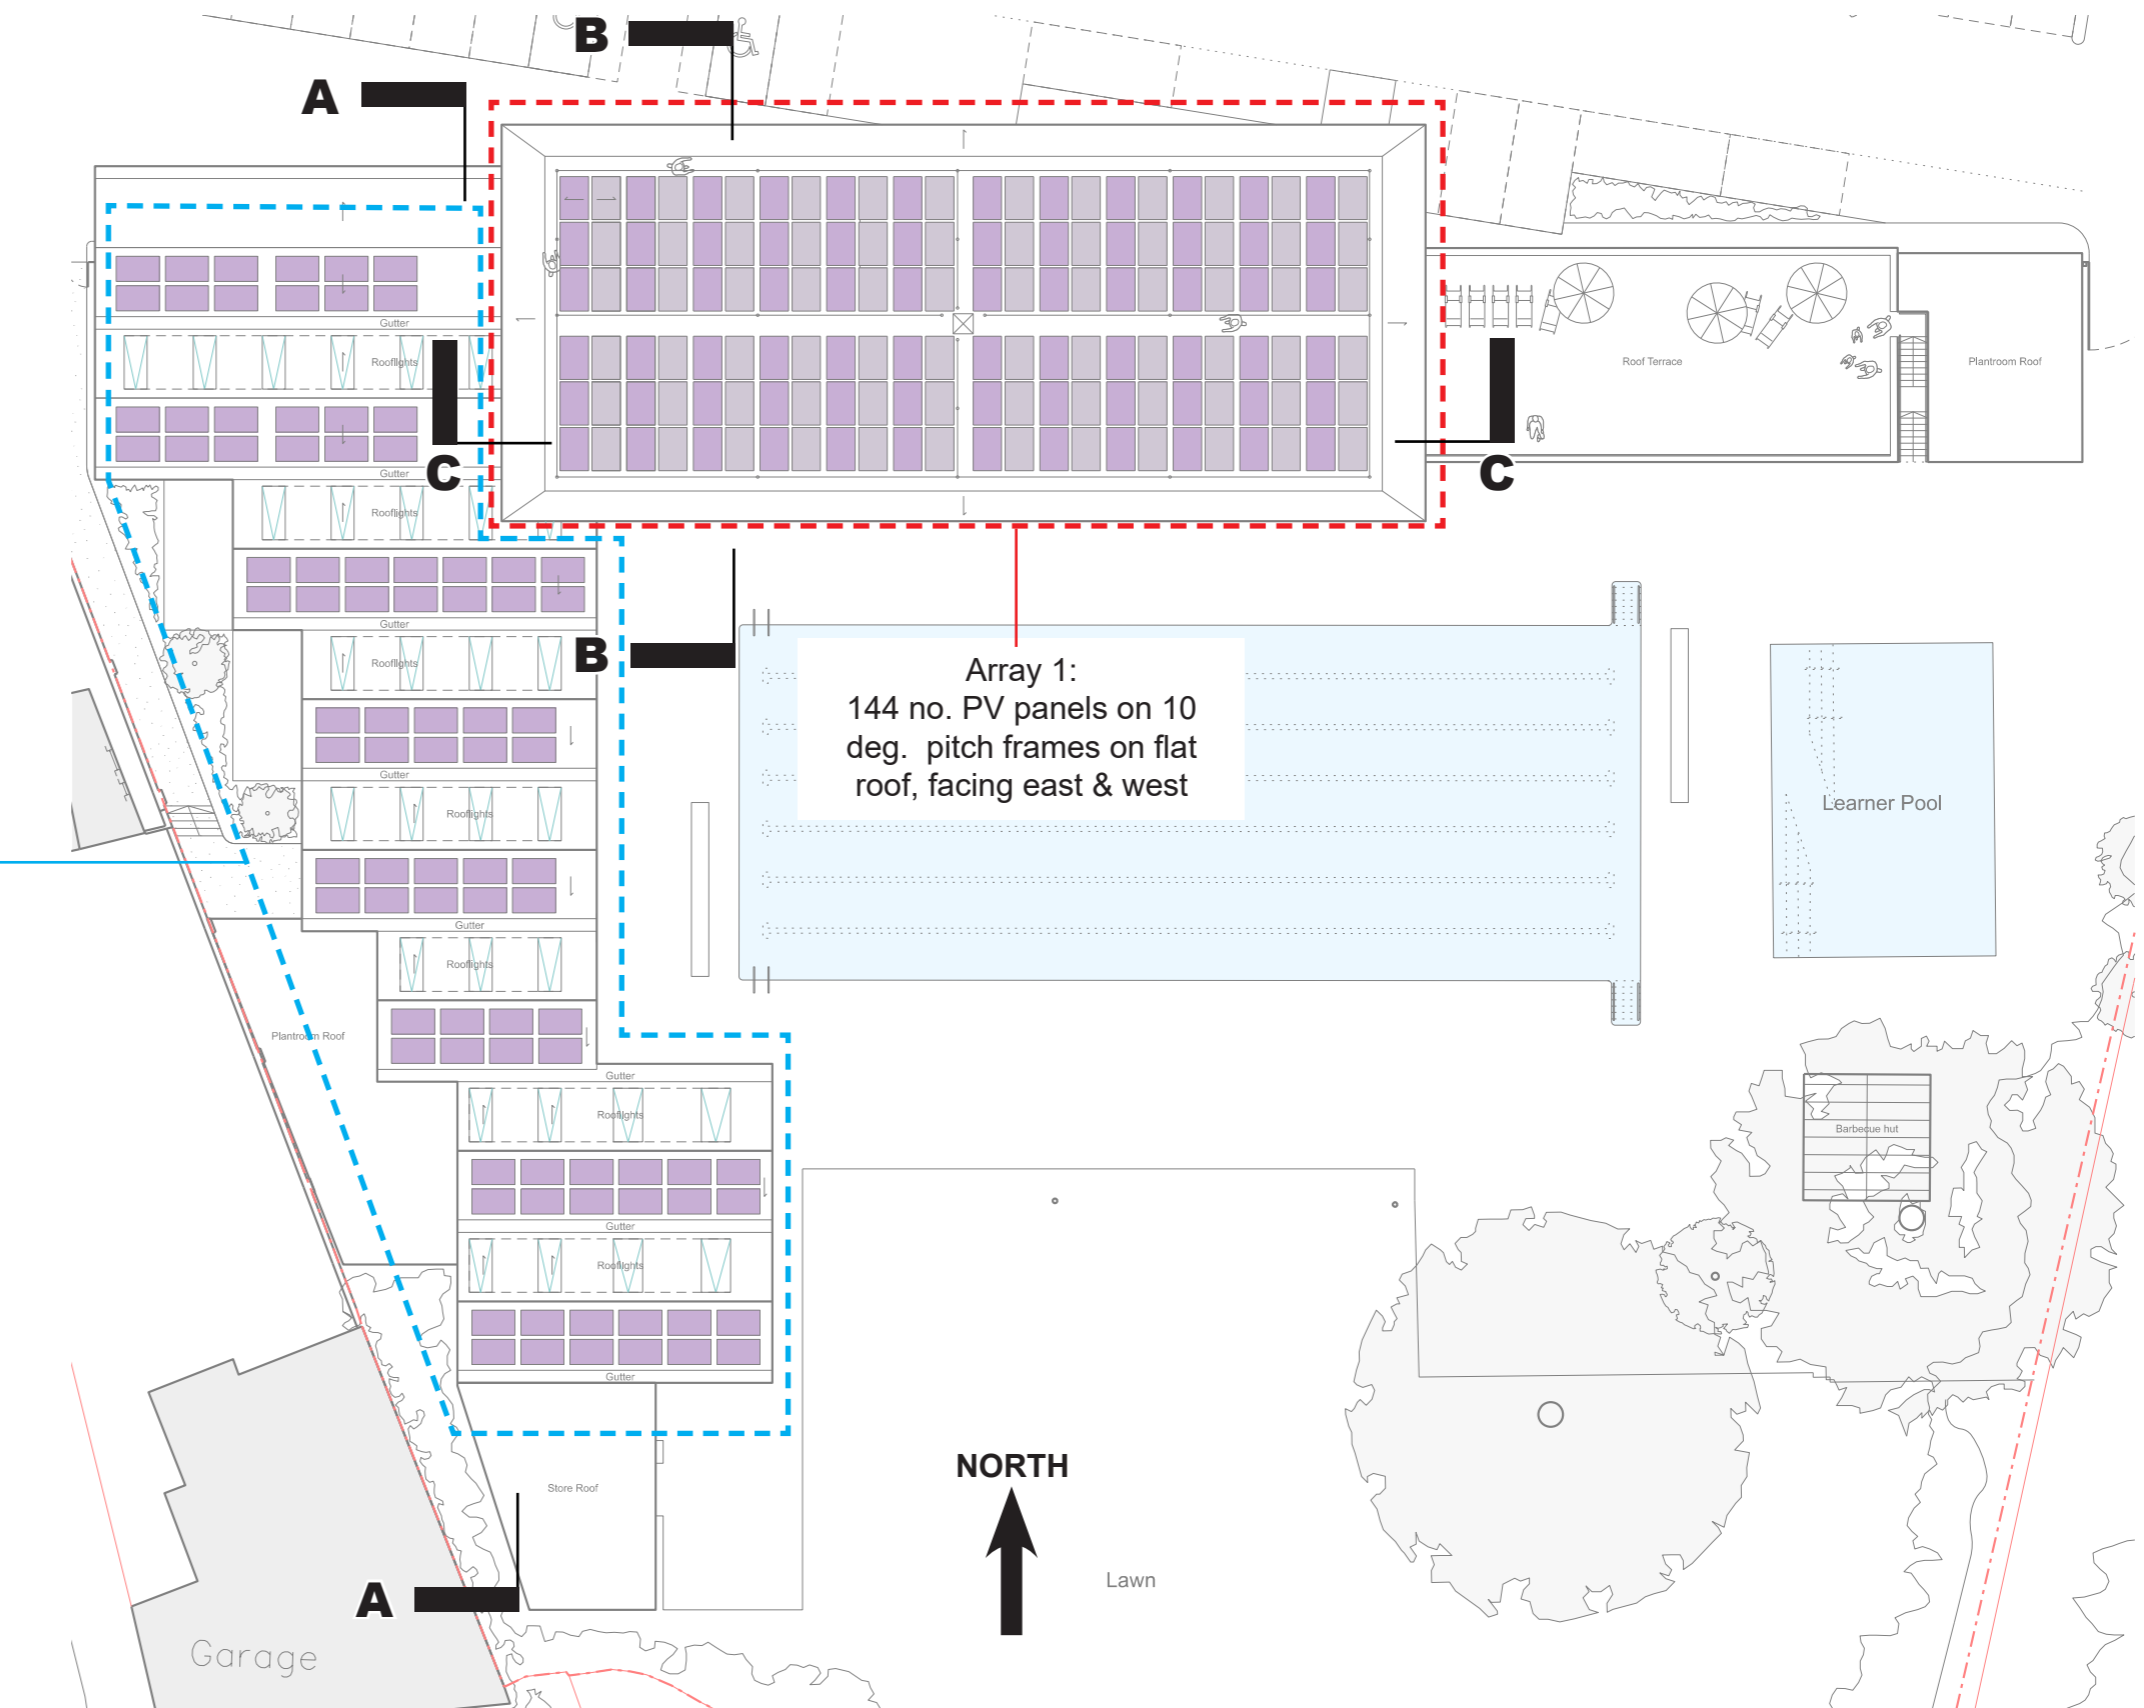 B
A
Gutter
Rooflights
Roof Terrace
Plantroom Roof
Gutter
C
C
Rooflights
Gutter
Rooflights
B
Array 1:
144 no. PV panels on 10
deg. pitch frames on flat
roof, facing east & west
Gutter
Rooflights
Learner Pool
Gutter
Rooflights
Plantroom Roof
Gutter
Rooflights
Barbecue hut
Gutter
Rooflights
Gutter
NORTH
Store Roof
Lawn
A
Garage